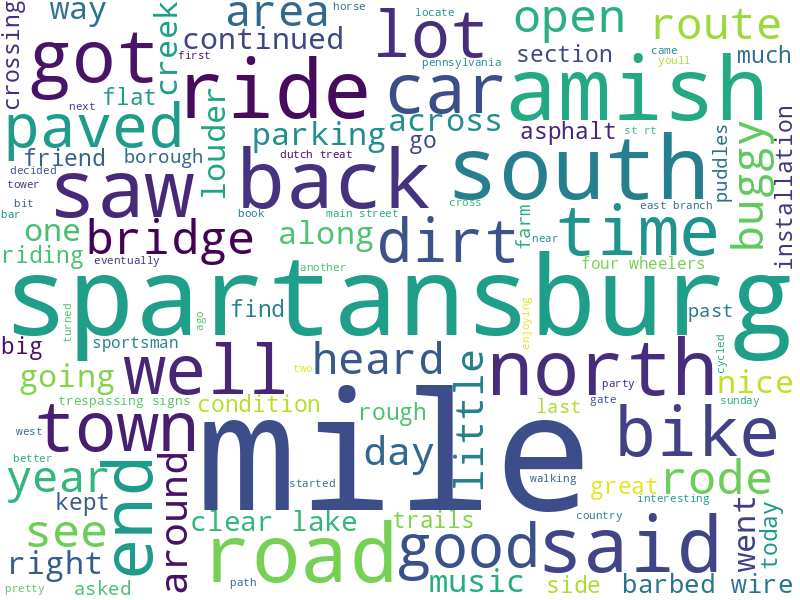 way
area
horse
locate
open
route
crossing
got
creek
continued
first
lot
pennsylvania
section
came
youll
much
ride
car
amish
flat
next
paved
louder
parking
across
go
asphalt
st rt
puddles
buggy
installation
friend
borough
dutch treat
decided
tower
bit
bar
saw
back
south
book
main street
cross
east branch
farm
near
time
one
bridge
along
dirt
riding
eventually
another
four wheelers
spartansburg
find
past
ago
turned
enjoying
big
sportsman
cycled
going
well
two
heard
little
north
party
nice
trespassing signs
condition
rough
last
gate
sunday
town
mile
bike
west
better
day
year
end
around
started
walking
great
rode
interesting
kept
clear lake
trails
country
see
road
good
said
went
today
right
pretty
asked
path
music
side
barbed wire